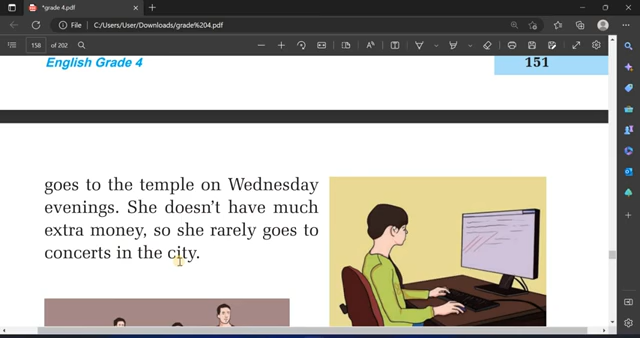 *grade 4.pdf
File
C:/Users/User/Downloads/grade%204.pdf
158 of 202
English Grade 4
151
goes to the temple on Wednesday
evenings. She doesn't have much
extra money, so she rarely goes to
concerts in the city.